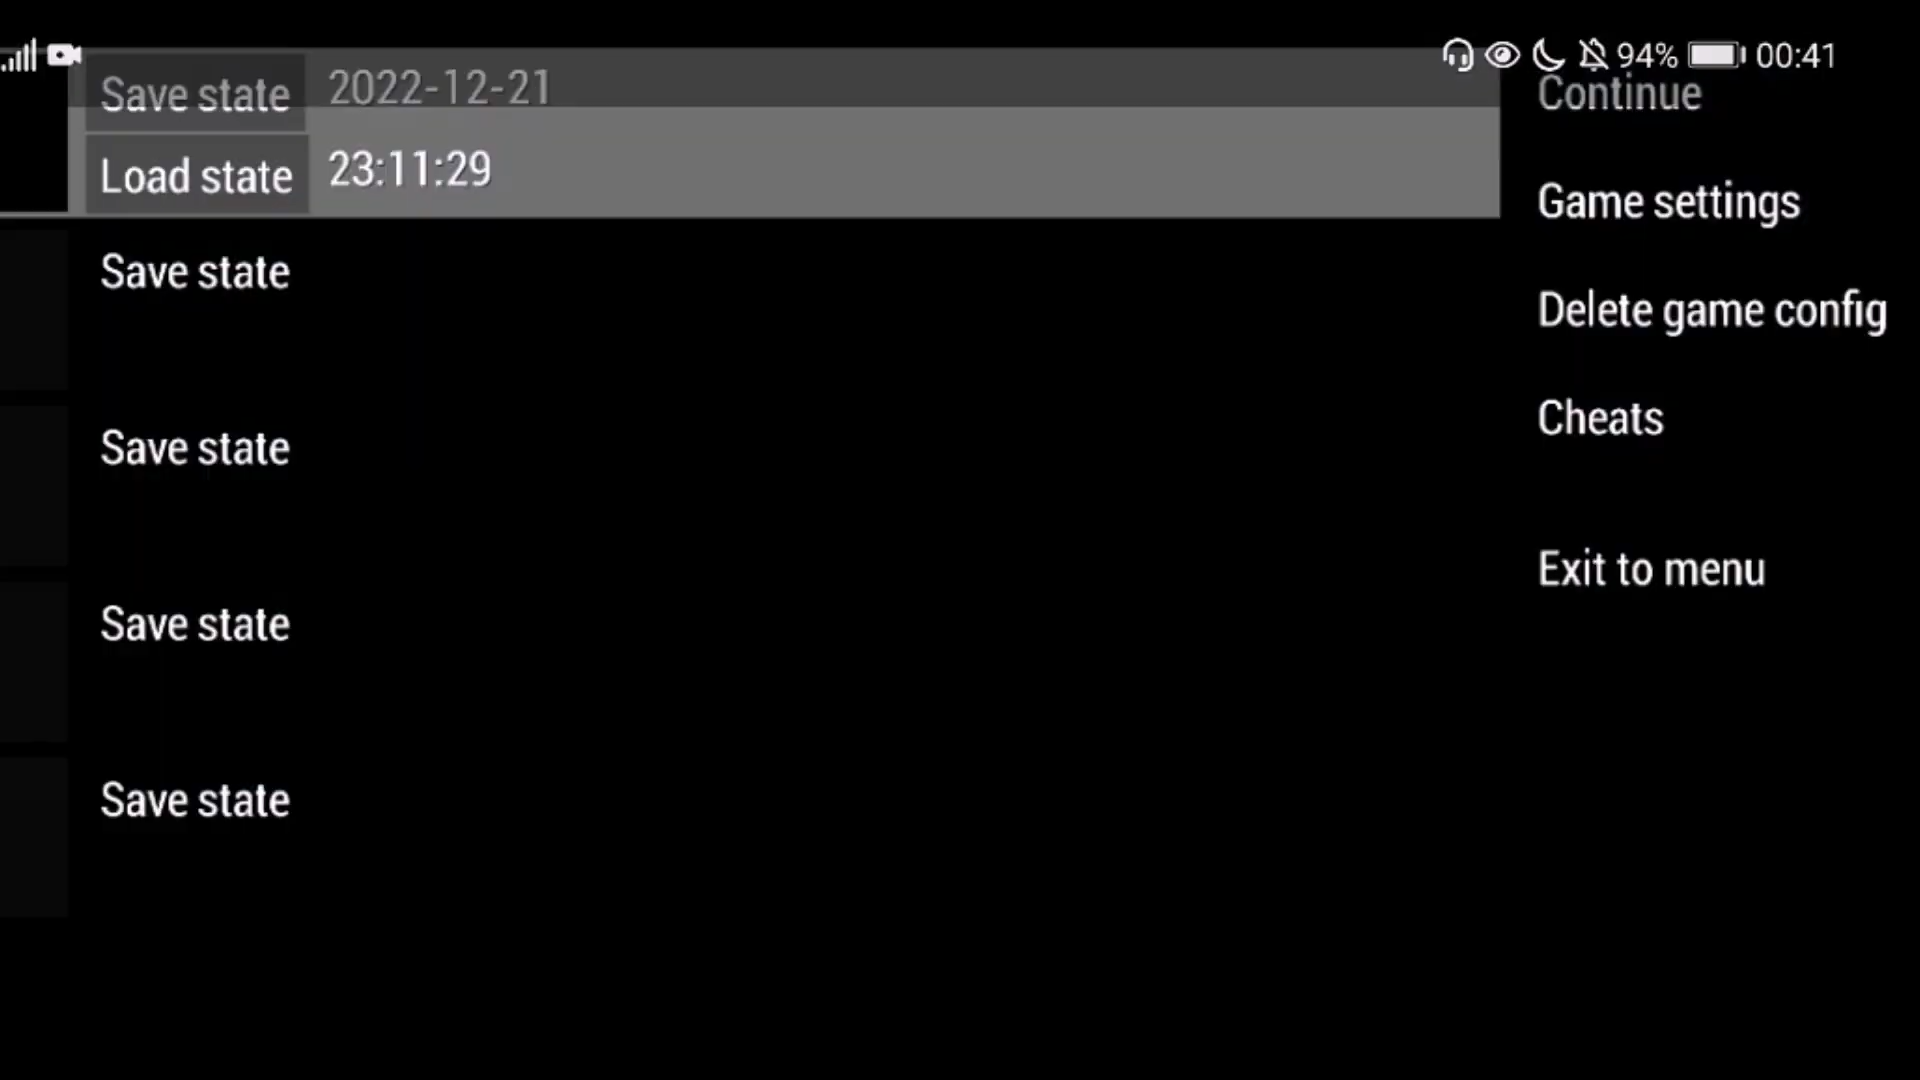 94% 00:41
Save state 2022-12-21
Load state 23:11:29
Save state
Save state
Save state
Save state
Continue
Game settings
Delete game config
Cheats
Exit to menu